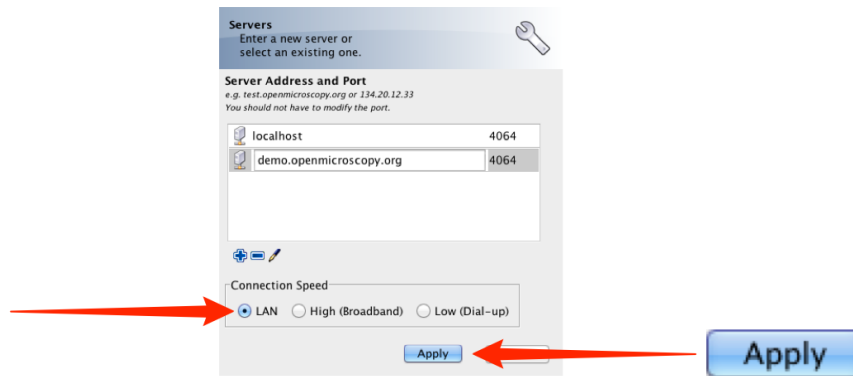 Servers
Enter a new server or
select an existing one.
Server Address and Port
e.g. test.openmicroscopy.org or 134.20.12.33
You should not have to modify the port.
localhost 4064
demo.openmicroscopy.org 4064
Connection Speed
LAN High (Broadband) Low (Dial-up)
Apply
Apply